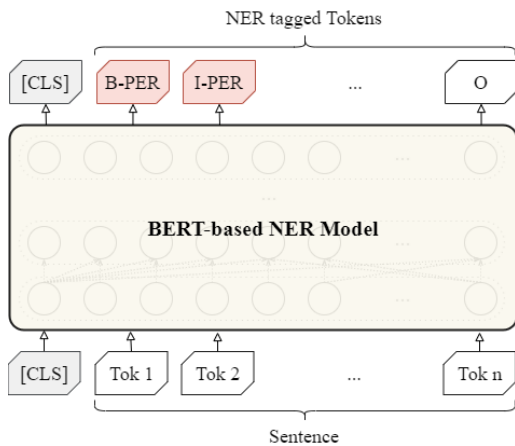 NER tagged Tokens
[CLS] B-PER I-PER ... O
...
...
BERT-based NER Model
...
...
[CLS] Tok 1 Tok 2 ... Tok n
Sentence